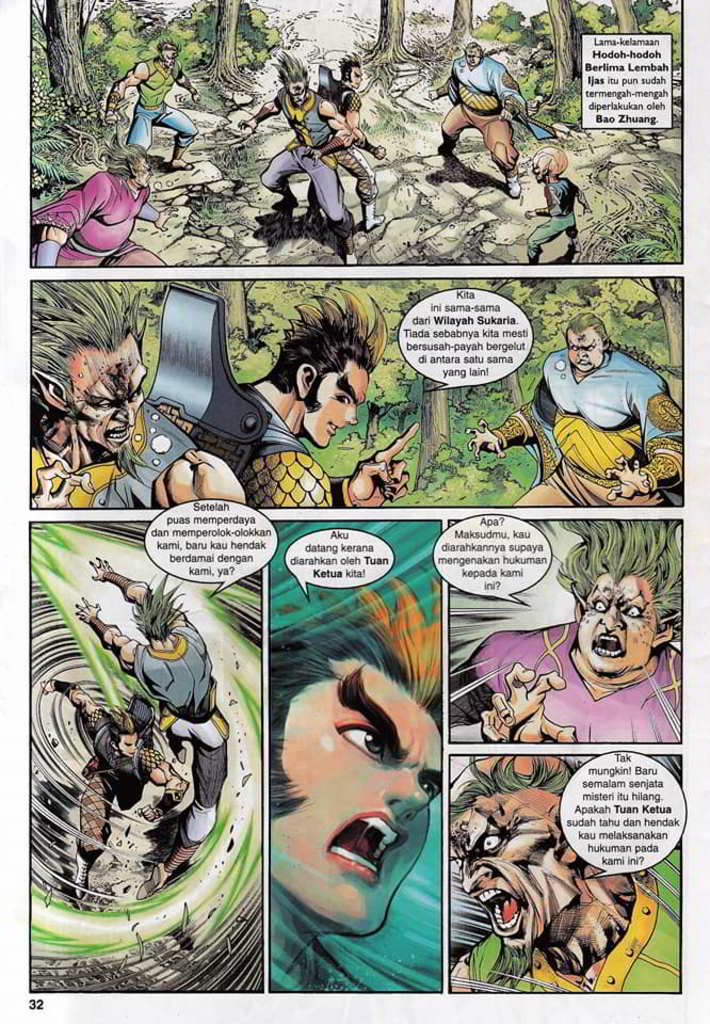 Lama-kelamaan
Hodoh-hodoh
Berlima Lembah
Ijas itu pun sudah
termengah-mengah
diperlakukan oleh
Bao Zhuang.
Kita
ini sama-sama
dari Wilayah Sukaria.
Tiada sebabnya kita mesti
bersusah-payah bergelut
di antara satu sama
yang lain!
Setelah
puas memperdaya
dan memperolok-olokkan
kami, baru kau hendak
berdamai dengan
kami, ya?
Aku
datang kerana
diarahkan oleh Tuan
Ketua kita!
Apa?
Maksudmu, kau
diarahkannya supaya
mengenakan hukuman
kepada kami
ini?
Tak
mungkin! Baru
semalam senjata
misteri itu hilang.
Apakah Tuan Ketua
sudah tahu dan hendak
kau melaksanakan
hukuman pada
kami ini?
32